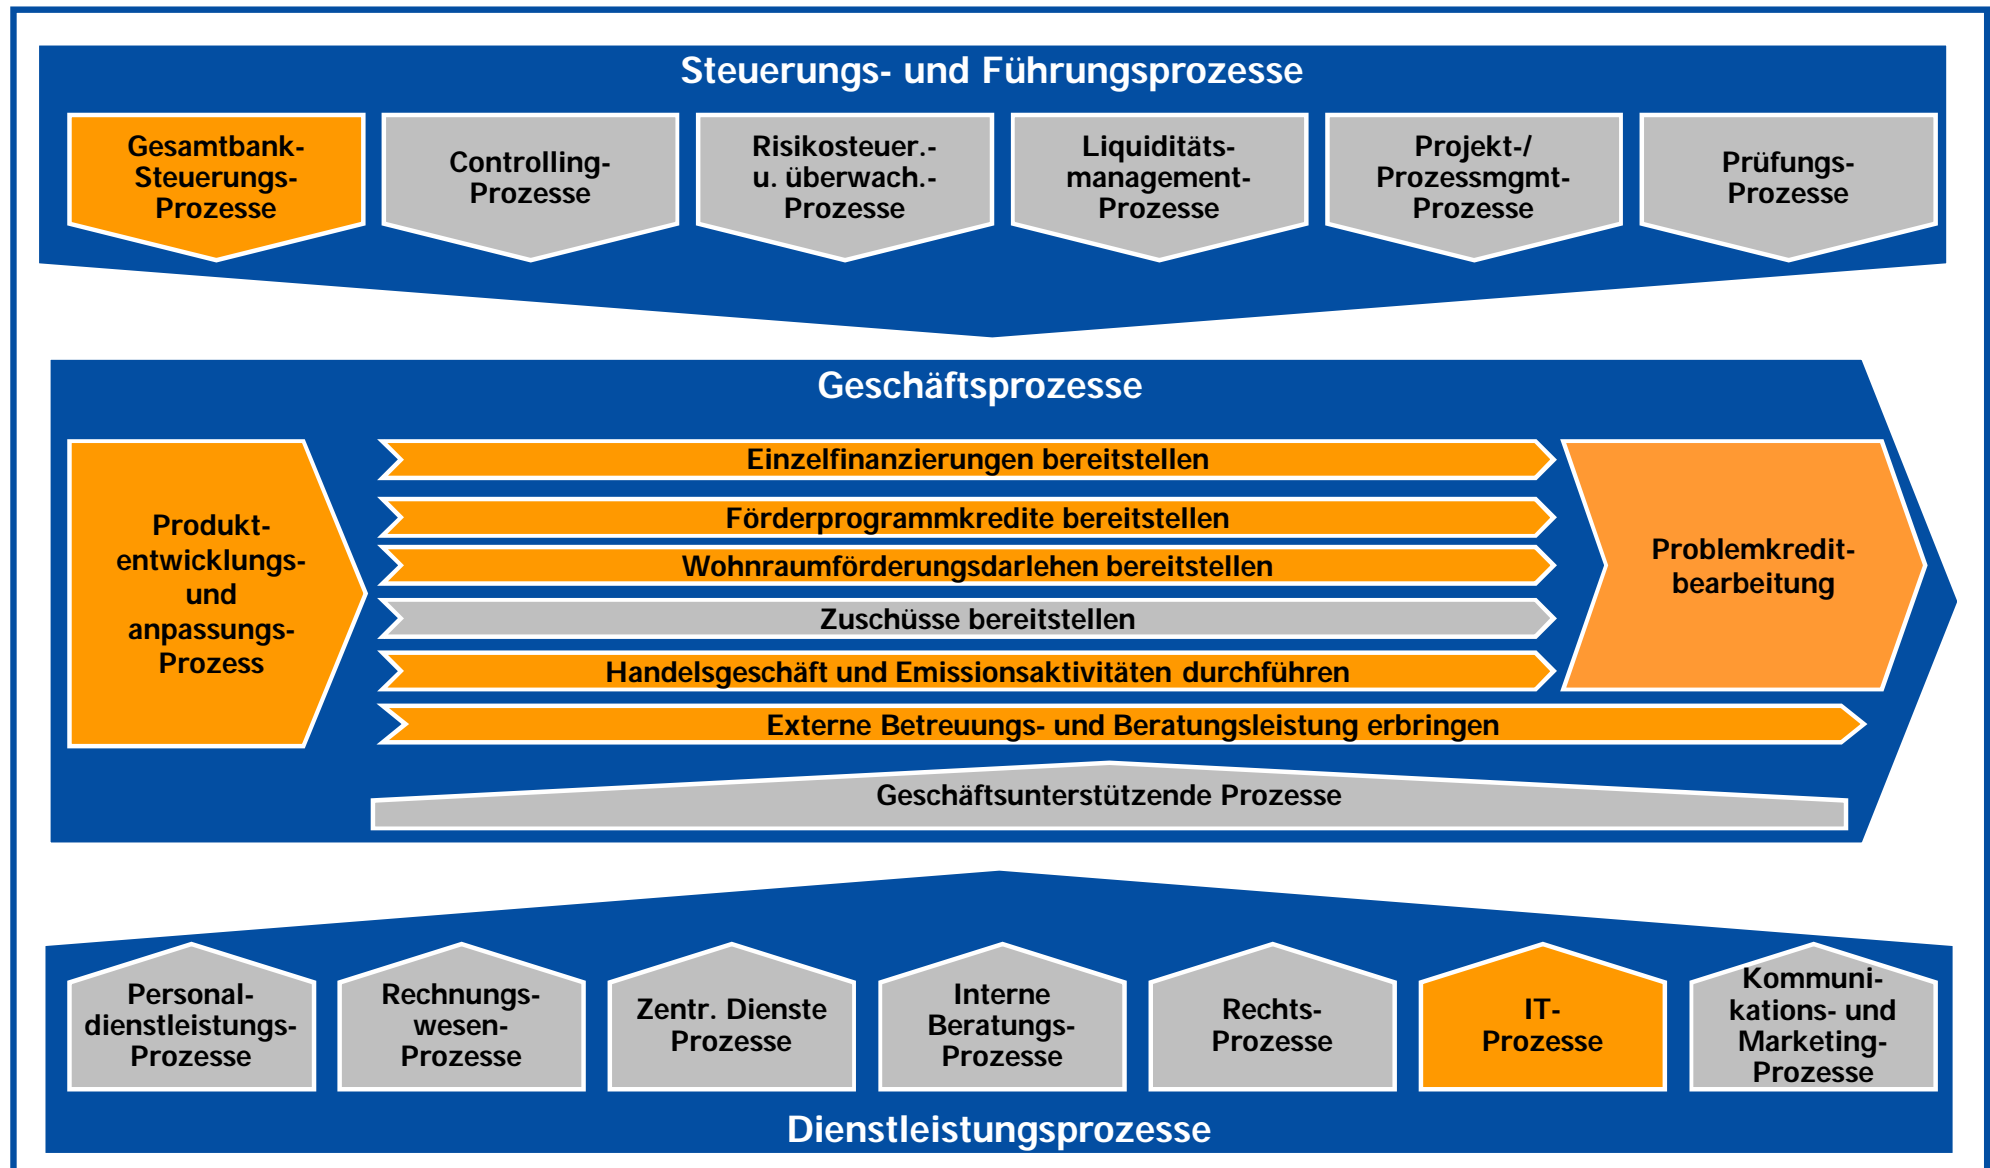 Steuerungs- und Führungsprozesse
Gesamtbank-
Steuerungs-
Prozesse
Controlling-
Prozesse
Risikosteuer.-
u. überwach.-
Prozesse
Liquiditäts-
management-
Prozesse
Projekt-/
Prozessmgmt-
Prozesse
Prüfungs-
Prozesse
Geschäftsprozesse
Produkt-
entwicklungs-
und
anpassungs-
Prozess
Einzelfinanzierungen bereitstellen
Förderprogrammkredite bereitstellen
Wohnraumförderungsdarlehen bereitstellen
Zuschüsse bereitstellen
Handelsgeschäft und Emissionsaktivitäten durchführen
Externe Betreuungs- und Beratungsleistung erbringen
Problemkredit-
bearbeitung
Geschäftsunterstützende Prozesse
Personal-
dienstleistungs-
Prozesse
Rechnungs-
wesen-
Prozesse
Zentr. Dienste
Prozesse
Interne
Beratungs-
Prozesse
Rechts-
Prozesse
IT-
Prozesse
Kommuni-
kations- und
Marketing-
Prozesse
Dienstleistungsprozesse